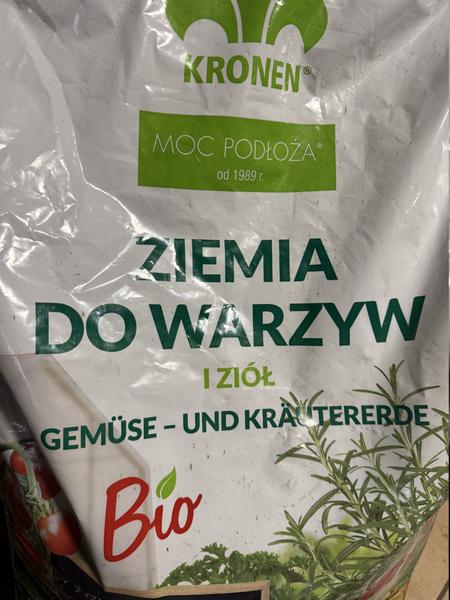 KRONEN®
MOC PODŁOŻA®
od 1989 r.
ZIEMIA
DO WARZYW
I ZIÓŁ
GEMÜSE – UND KRÄUTERERDE
Bio